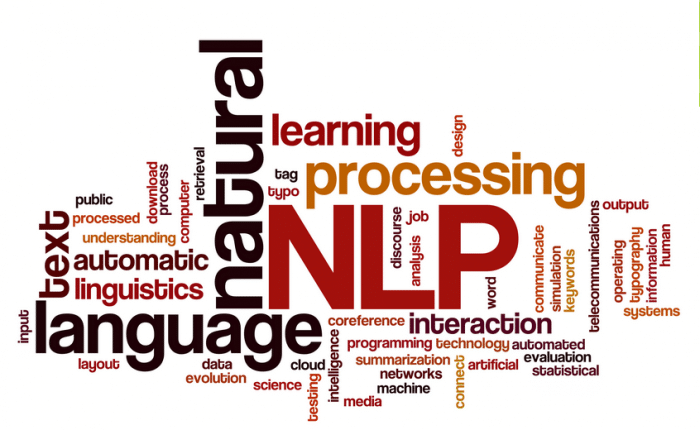 natural
learning
design
processing
tag
typo
NLP
retrieval
download
process
computer
public
processed
understanding
text
automatic
linguistics
discourse
job
analysis
word
communicate
simulation
keywords
telecommunications
output
operating
typography
information
human
systems
input
language
coreference
interaction
layout
data
evolution
science
cloud
testing
intelligence
programming
technology
automated
summarization
evaluation
networks
connect
artificial
statistical
machine
media